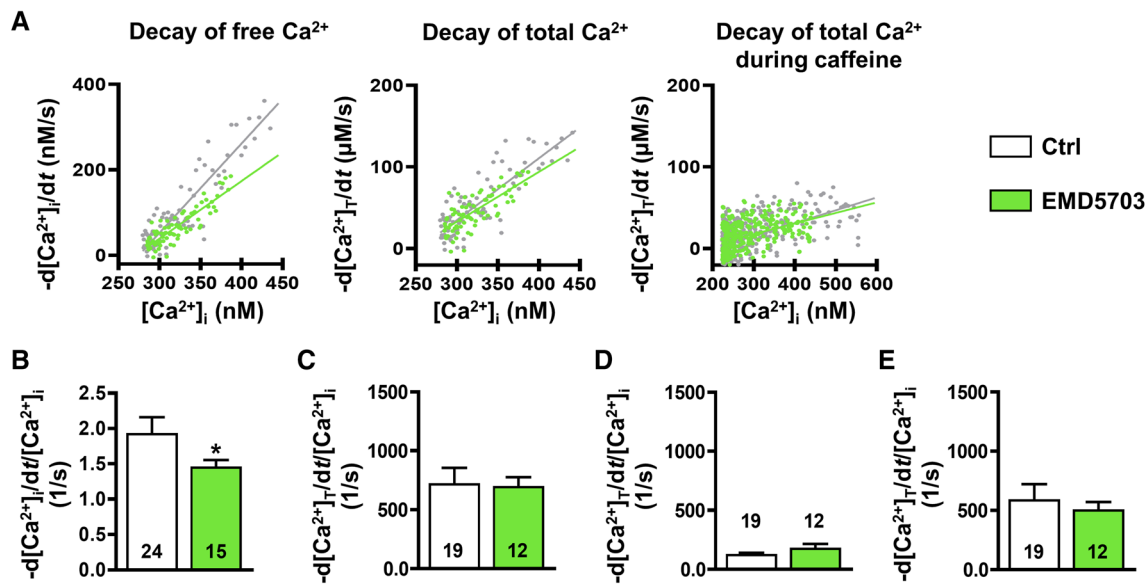 A
Decay of free Ca²⁺
Decay of total Ca²⁺
Decay of total Ca²⁺
during caffeine
-d[Ca²⁺]ᵢ/dt (nM/s)
400
200
0
250 300 350 400 450
[Ca²⁺]ᵢ (nM)
-d[Ca²⁺]T/dt (µM/s)
200
100
0
250 300 350 400 450
[Ca²⁺]ᵢ (nM)
-d[Ca²⁺]T/dt (µM/s)
200
100
0
200 300 400 500 600
[Ca²⁺]ᵢ (nM)
Ctrl
EMD5703
B
-d[Ca²⁺]ᵢ/dt/[Ca²⁺]ᵢ
(1/s)
2.5
2.0
1.5
1.0
0.5
0.0
*
24 15
C
-d[Ca²⁺]T/dt/[Ca²⁺]ᵢ
(1/s)
1500
1000
500
0.0
19 12
D
-d[Ca²⁺]T/dt/[Ca²⁺]ᵢ
(1/s)
1500
1000
500
0.0
19 12
E
-d[Ca²⁺]T/dt/[Ca²⁺]ᵢ
(1/s)
1500
1000
500
0.0
19 12